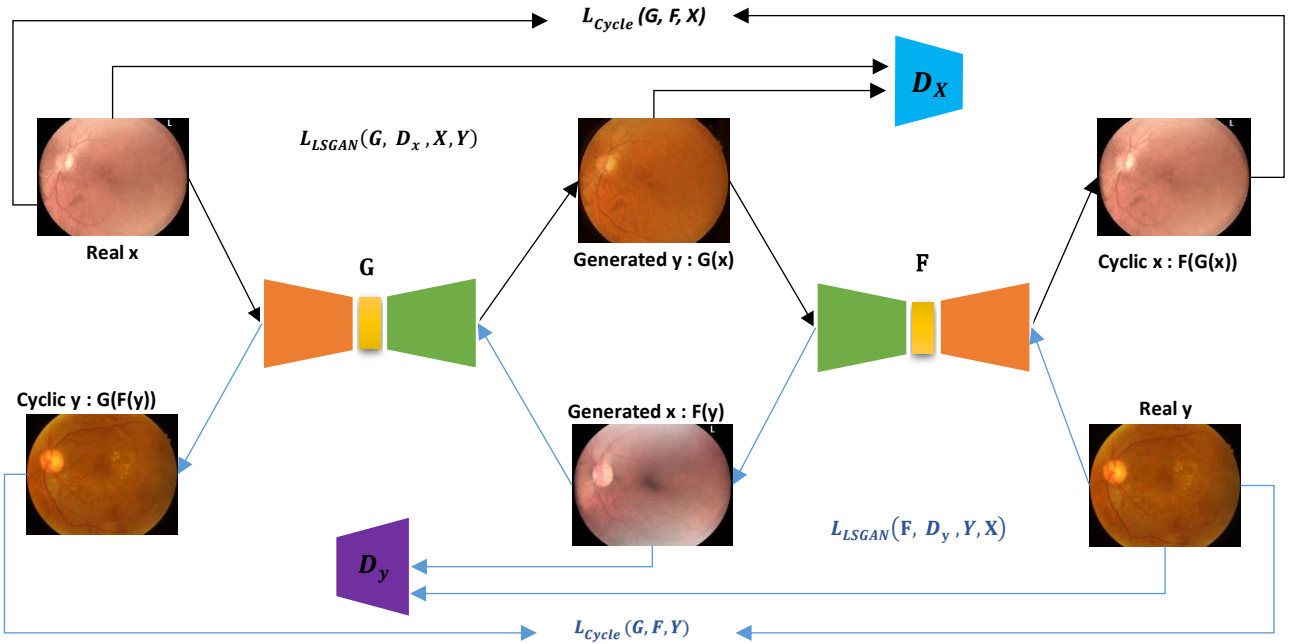 L_Cycle (G, F, X)
D_X
L
L
L_LSGAN(G, D_x , X, Y)
Real x
Generated y : G(x)
Cyclic x : F(G(x))
G
F
Cyclic y : G(F(y))
Generated x : F(y)
Real y
L
L_LSGAN(F, D_y , Y, X)
D_y
L_Cycle (G, F, Y)